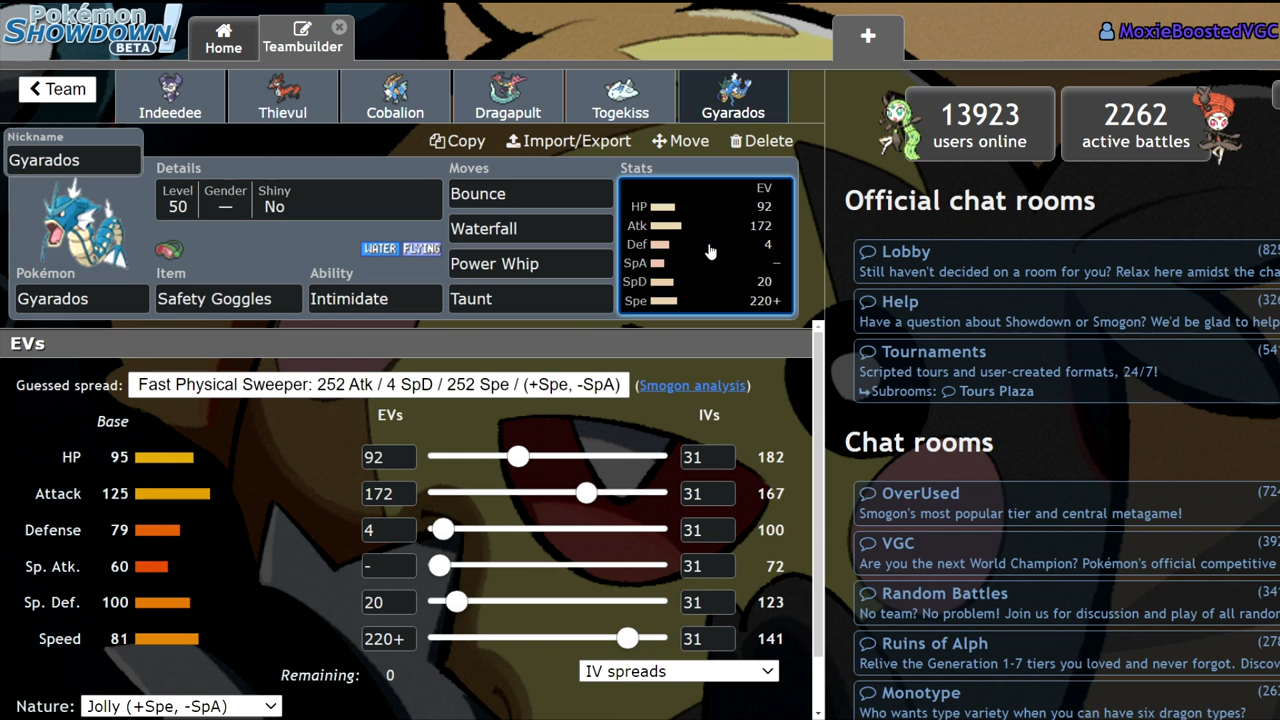 Pokémon
SHOWDOWN!
BETA
Home
Teambuilder
+
MoxieBoostedVGC
Team
Indeedee
Thievul
Cobalion
Dragapult
Togekiss
Gyarados
13923
users online
2262
active battles
Nickname
Gyarados
Copy
Import/Export
Move
Delete
Details
Level
50
Gender
—
Shiny
No
WATER FLYING
Pokémon
Gyarados
Item
Safety Goggles
Ability
Intimidate
Moves
Bounce
Waterfall
Power Whip
Taunt
Stats
EV
HP 92
Atk 172
Def 4
SpA –
SpD 20
Spe 220+
EVs
Guessed spread: Fast Physical Sweeper: 252 Atk / 4 SpD / 252 Spe / (+Spe, -SpA) (Smogon analysis)
Base EVs IVs
HP 95 92 31 182
Attack 125 172 31 167
Defense 79 4 31 100
Sp. Atk. 60 - 31 72
Sp. Def. 100 20 31 123
Speed 81 220+ 31 141
Remaining: 0
IV spreads
Nature: Jolly (+Spe, -SpA)
Official chat rooms
Lobby (825
Still haven't decided on a room for you? Relax here amidst the cha
Help (326
Have a question about Showdown or Smogon? We'd be glad to help
Tournaments (541
Scripted tours and user-created formats, 24/7!
↳Subrooms: Tours Plaza
Chat rooms
OverUsed (724
Smogon's most popular tier and central metagame!
VGC (392
Are you the next World Champion? Pokémon's official competitive
Random Battles (341
No team? No problem! Join us for discussion and play of all rando
Ruins of Alph (278
Relive the Generation 1-7 tiers you loved and never forgot. Discov
Monotype (262
Who wants type variety when you can have six dragon types?